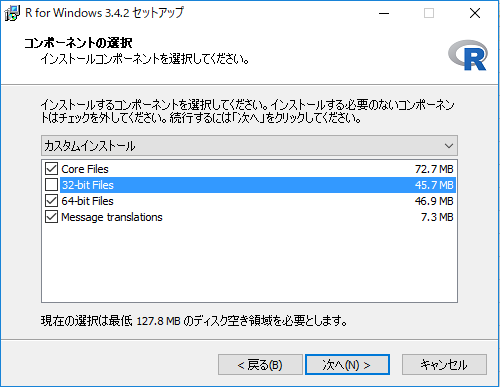 R for Windows 3.4.2 セットアップ
コンポーネントの選択
インストールコンポーネントを選択してください。
R
インストールするコンポーネントを選択してください。インストールする必要のないコンポーネン
トはチェックを外してください。続行するには「次へ」をクリックしてください。
カスタムインストール
Core Files 72.7 MB
32-bit Files 45.7 MB
64-bit Files 46.9 MB
Message translations 7.3 MB
現在の選択は最低 127.8 MB のディスク空き領域を必要とします。
< 戻る(B) 次へ(N) > キャンセル